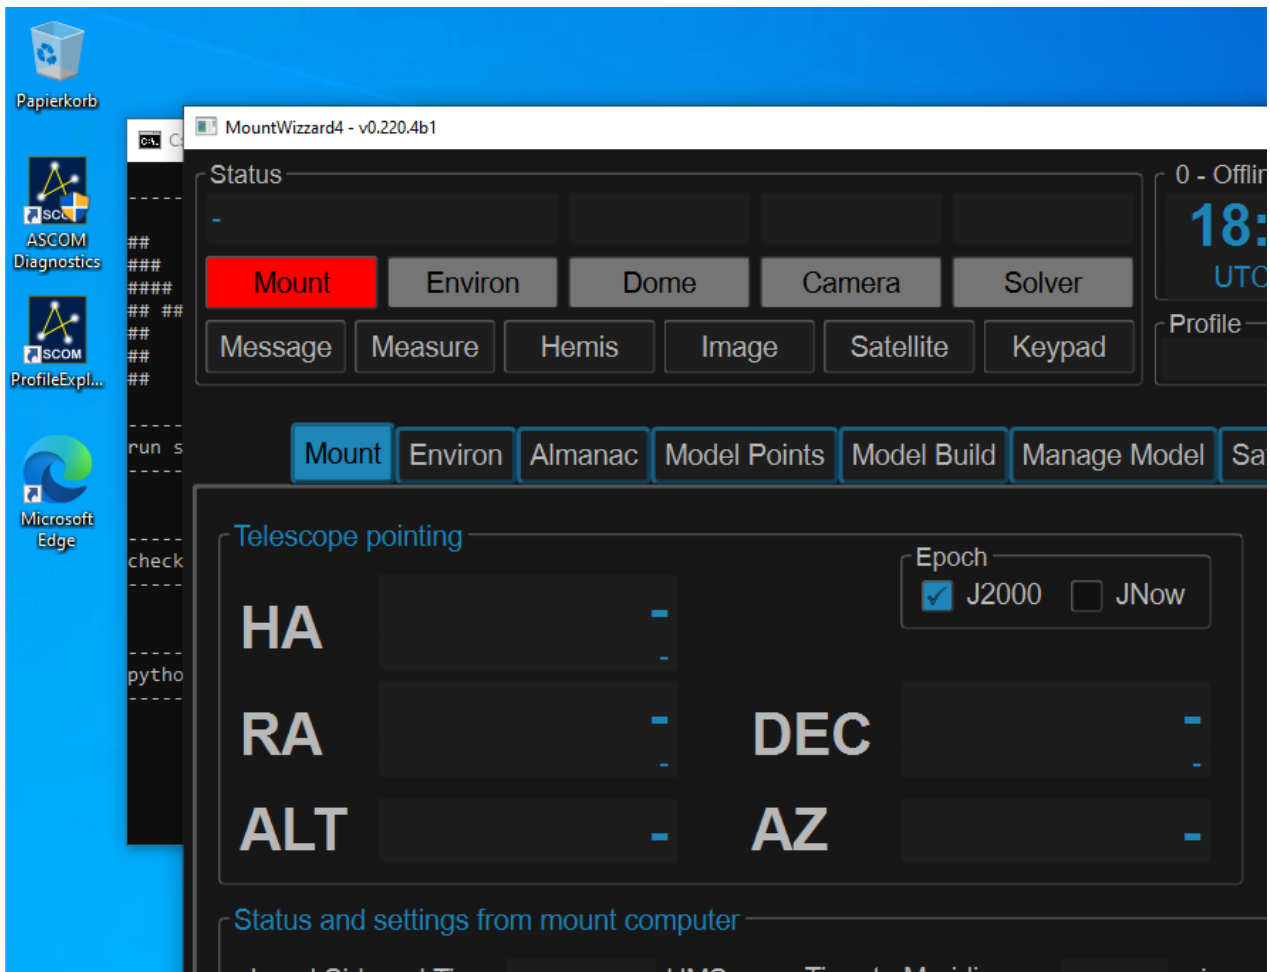 Papierkorb
ASCOM
Diagnostics
SCOM
ProfileExpl...
Microsoft
Edge
C:\.
##
###
####
## ##
##
##
##
run s
check
pytho
MountWizzard4 - v0.220.4b1
Status
-
0 - Offlin
18:
UTC
Mount Environ Dome Camera Solver
Profile
Message Measure Hemis Image Satellite Keypad
Mount Environ Almanac Model Points Model Build Manage Model Sa
Telescope pointing
Epoch
J2000 JNow
HA -
-
RA - DEC -
- -
ALT - AZ -
Status and settings from mount computer